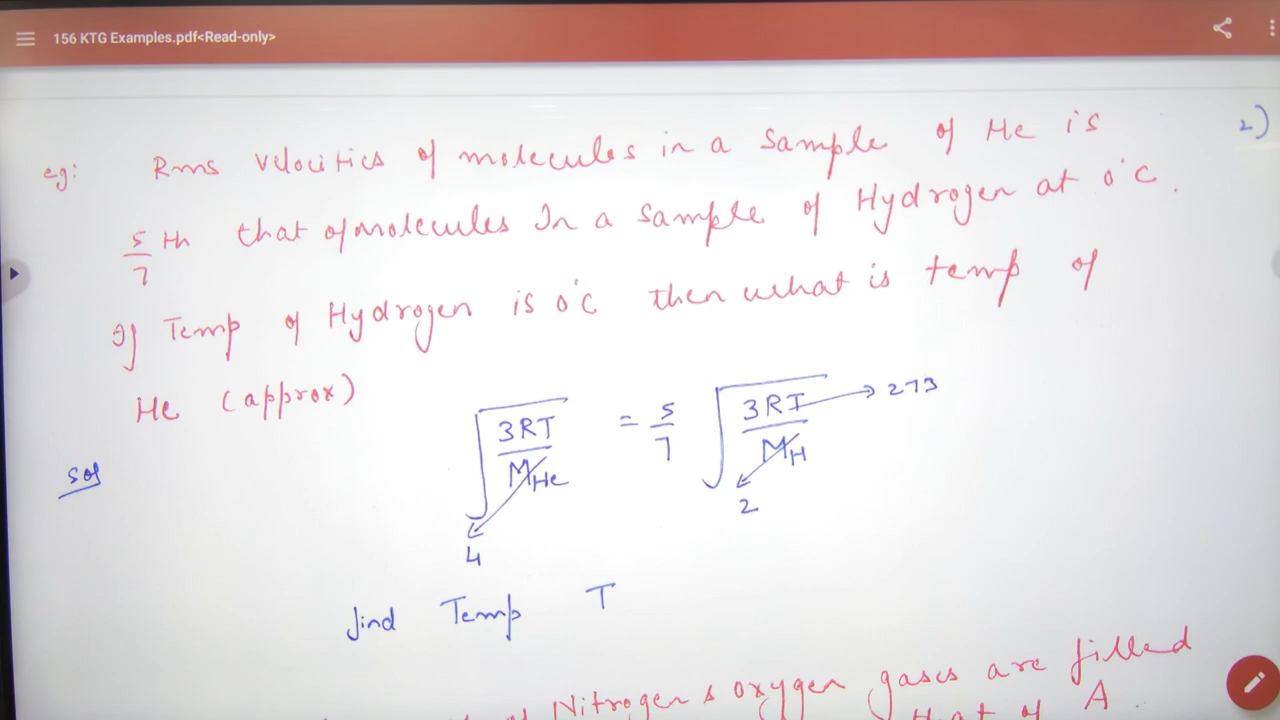 156 KTG Examples.pdf<Read-only>
2)
eg: Rms velocities of molecules in a sample of He is
5/7 th that of molecules In a sample of Hydrogen at 0°C.
If Temp of Hydrogen is 0°C then what is temp of
He (approx)
Sol
√(3RT/M_He) = 5/7 √(3RT/M_H) → 273
4 2
find Temp T
Nitrogen & oxygen gases are filled
that of A.